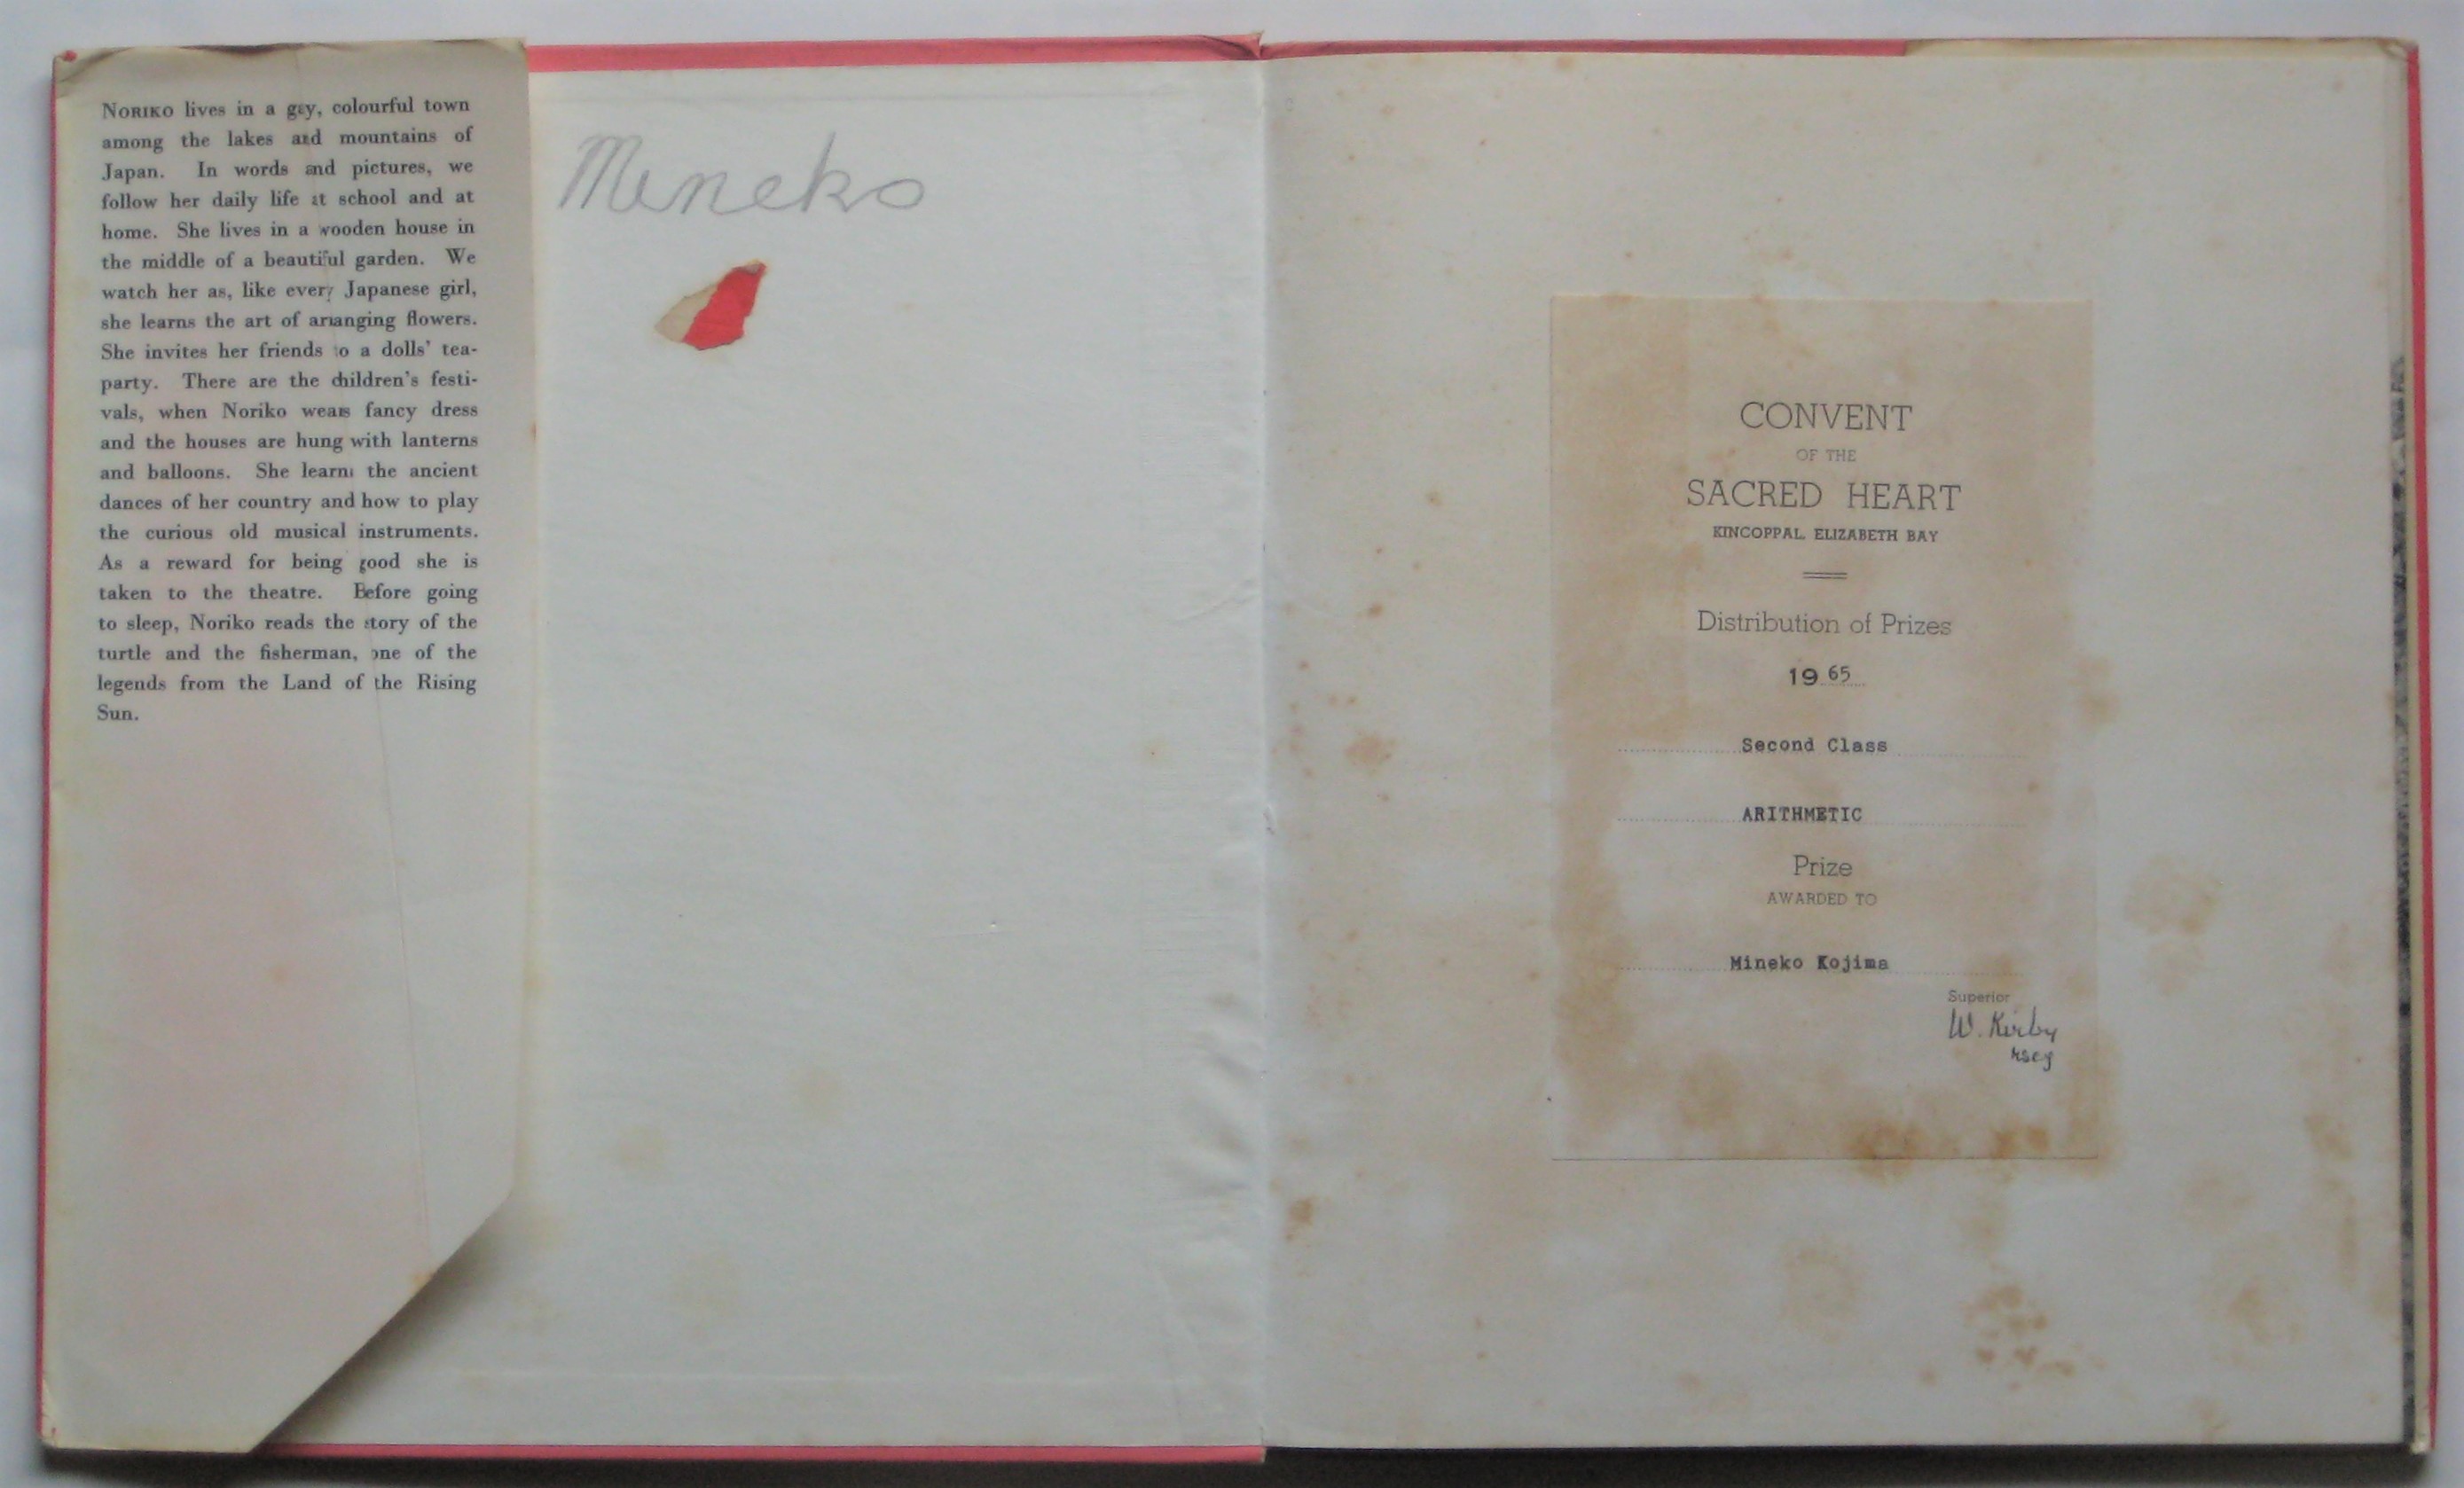 NORIKO lives in a gay, colourful town
among the lakes and mountains of
Japan. In words and pictures, we
follow her daily life at school and at
home. She lives in a wooden house in
the middle of a beautiful garden. We
watch her as, like every Japanese girl,
she learns the art of arranging flowers.
She invites her friends to a dolls' tea-
party. There are the children's festi-
vals, when Noriko wears fancy dress
and the houses are hung with lanterns
and balloons. She learns the ancient
dances of her country and how to play
the curious old musical instruments.
As a reward for being good she is
taken to the theatre. Before going
to sleep, Noriko reads the story of the
turtle and the fisherman, one of the
legends from the Land of the Rising
Sun.
Mineko
CONVENT
OF THE
SACRED HEART
KINCOPPAL, ELIZABETH BAY
Distribution of Prizes
19 65
Second Class
ARITHMETIC
Prize
AWARDED TO
Mineko Kojima
Superior
W. Kirby
rscj